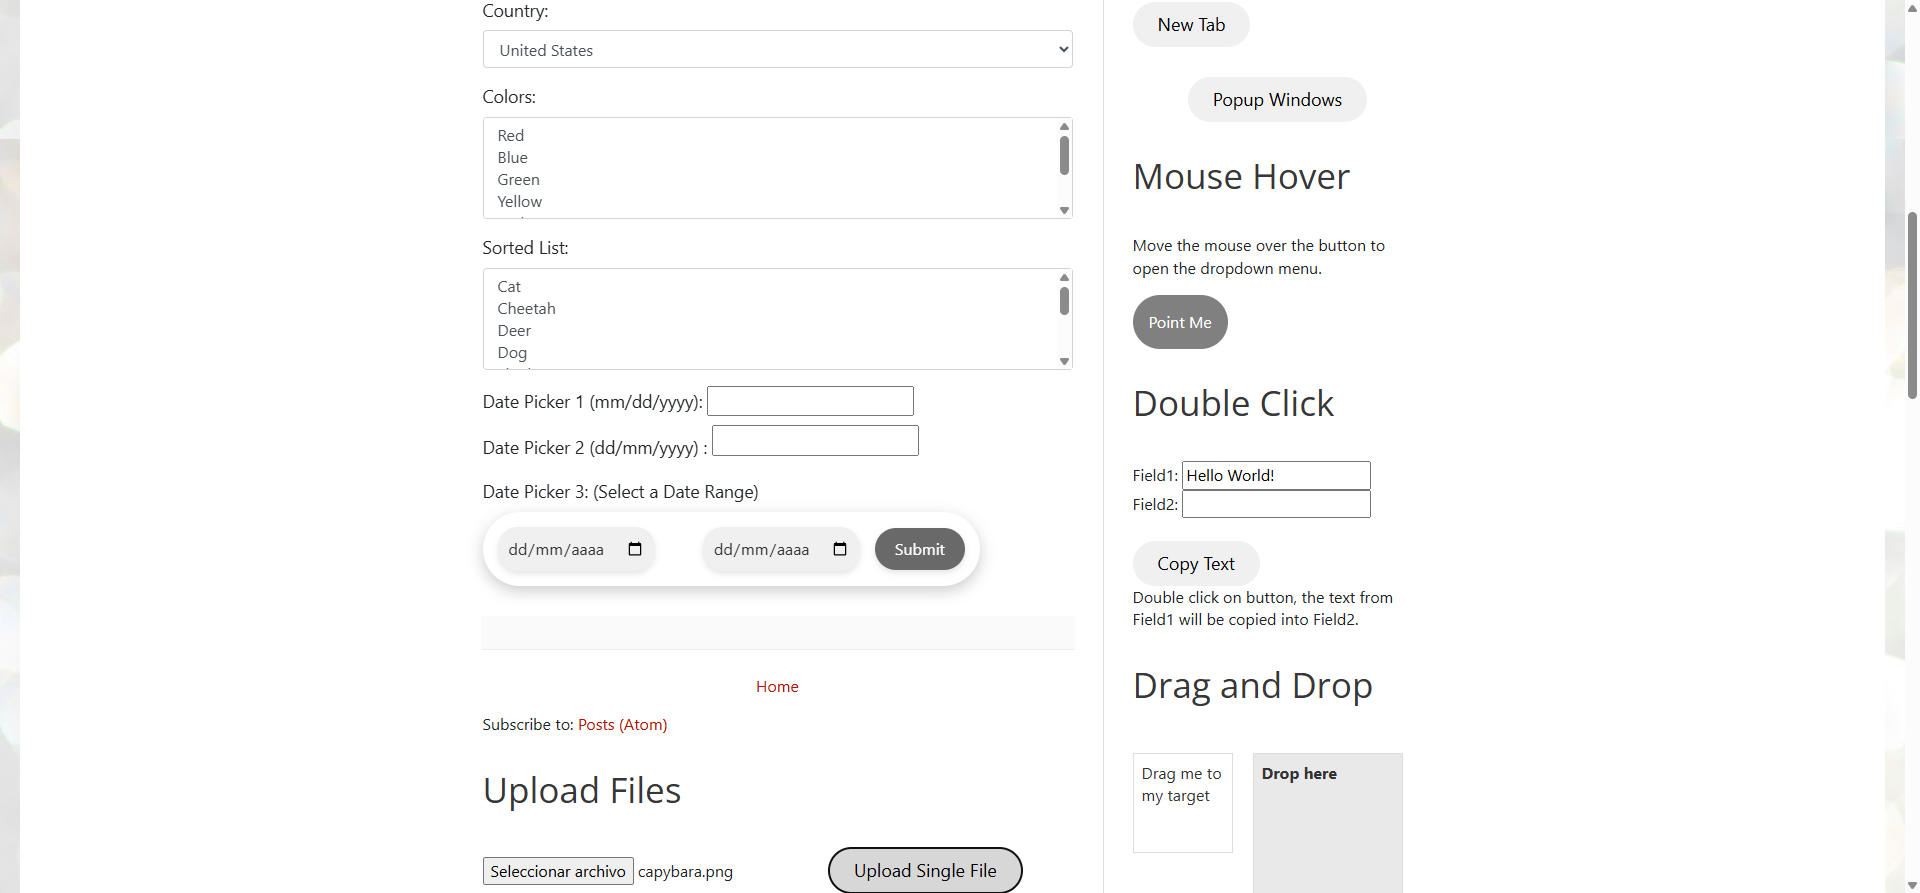 Country:
United States
Colors:
Red
Blue
Green
Yellow
Sorted List:
Cat
Cheetah
Deer
Dog
Date Picker 1 (mm/dd/yyyy):
Date Picker 2 (dd/mm/yyyy) :
Date Picker 3: (Select a Date Range)
dd/mm/aaaa
dd/mm/aaaa
Submit
Home
Subscribe to: Posts (Atom)
Upload Files
Seleccionar archivo capybara.png
Upload Single File
New Tab
Popup Windows
Mouse Hover
Move the mouse over the button to
open the dropdown menu.
Point Me
Double Click
Field1: Hello World!
Field2:
Copy Text
Double click on button, the text from
Field1 will be copied into Field2.
Drag and Drop
Drag me to
my target
Drop here